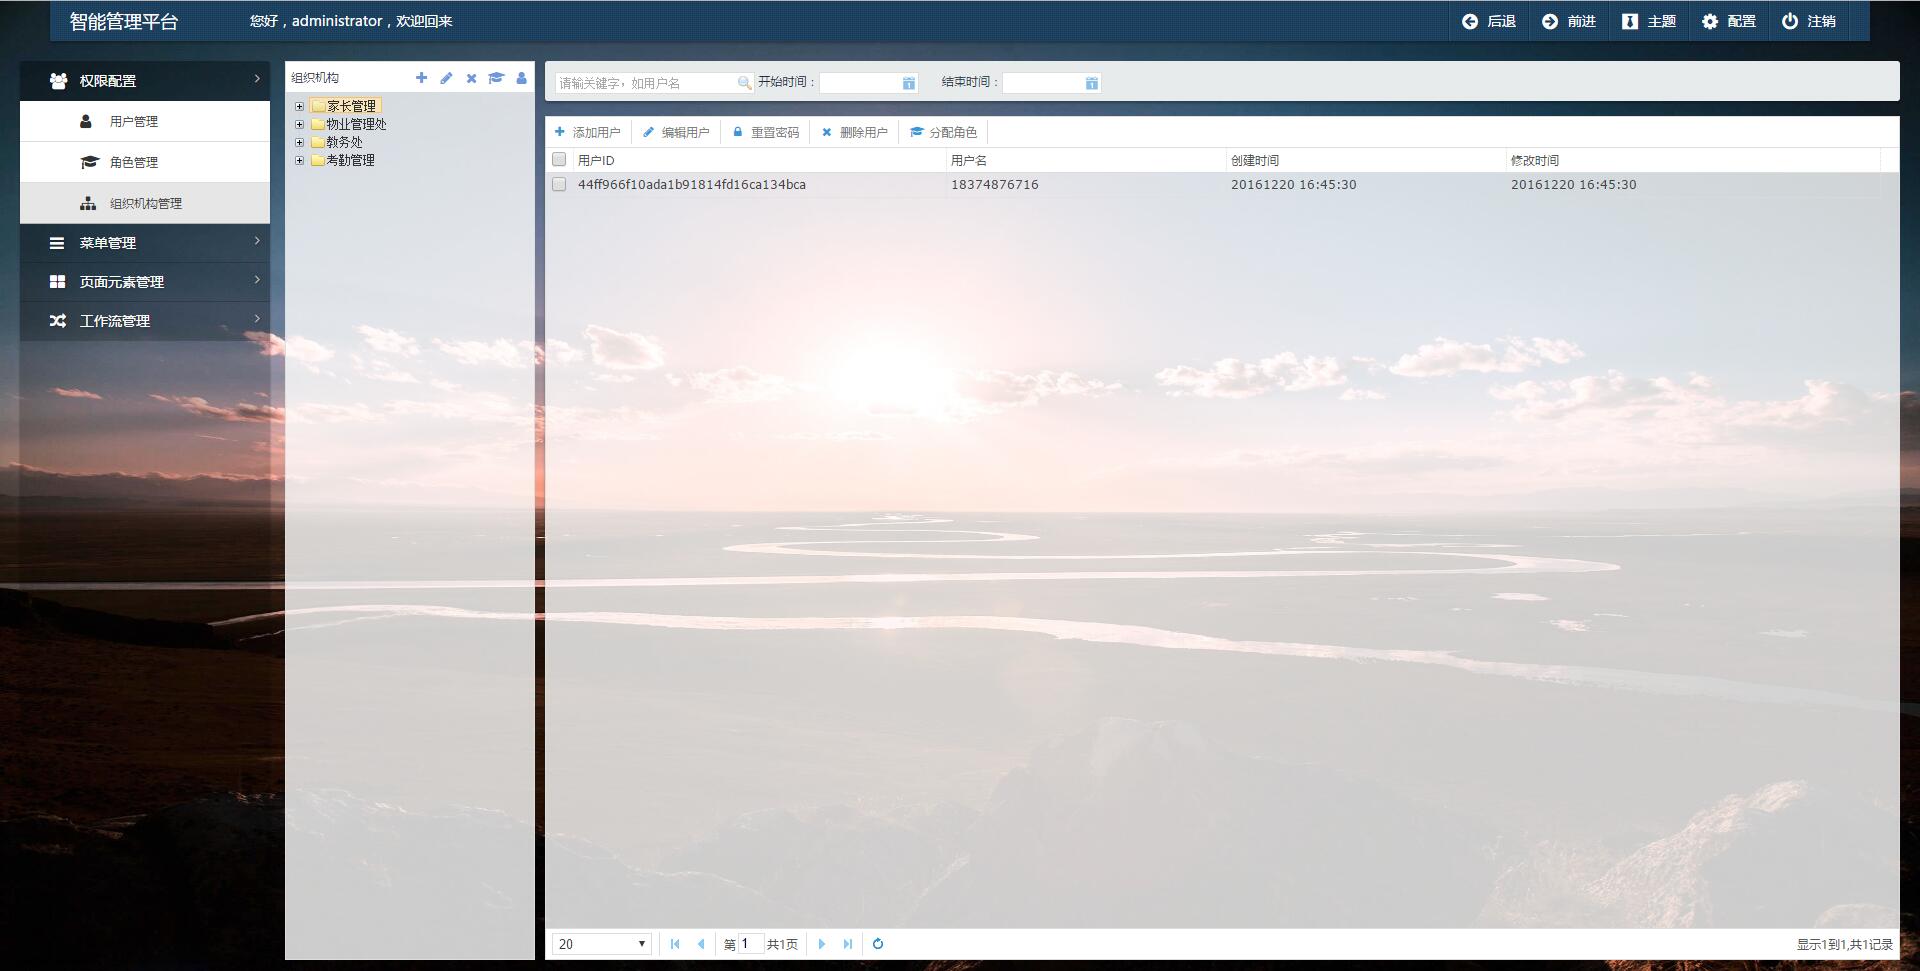 智能管理平台
您好，administrator，欢迎回来
后退
前进
主题
配置
注销
权限配置
用户管理
角色管理
组织机构管理
菜单管理
页面元素管理
工作流管理
组织机构
家长管理
物业管理处
教务处
考勤管理
请输关键字，如用户名 开始时间： 结束时间：
添加用户 编辑用户 重置密码 删除用户 分配角色
用户ID 用户名 创建时间 修改时间
44ff966f10ada1b91814fd16ca134bca 18374876716 20161220 16:45:30 20161220 16:45:30
20 第 1 共1页 显示1到1,共1记录